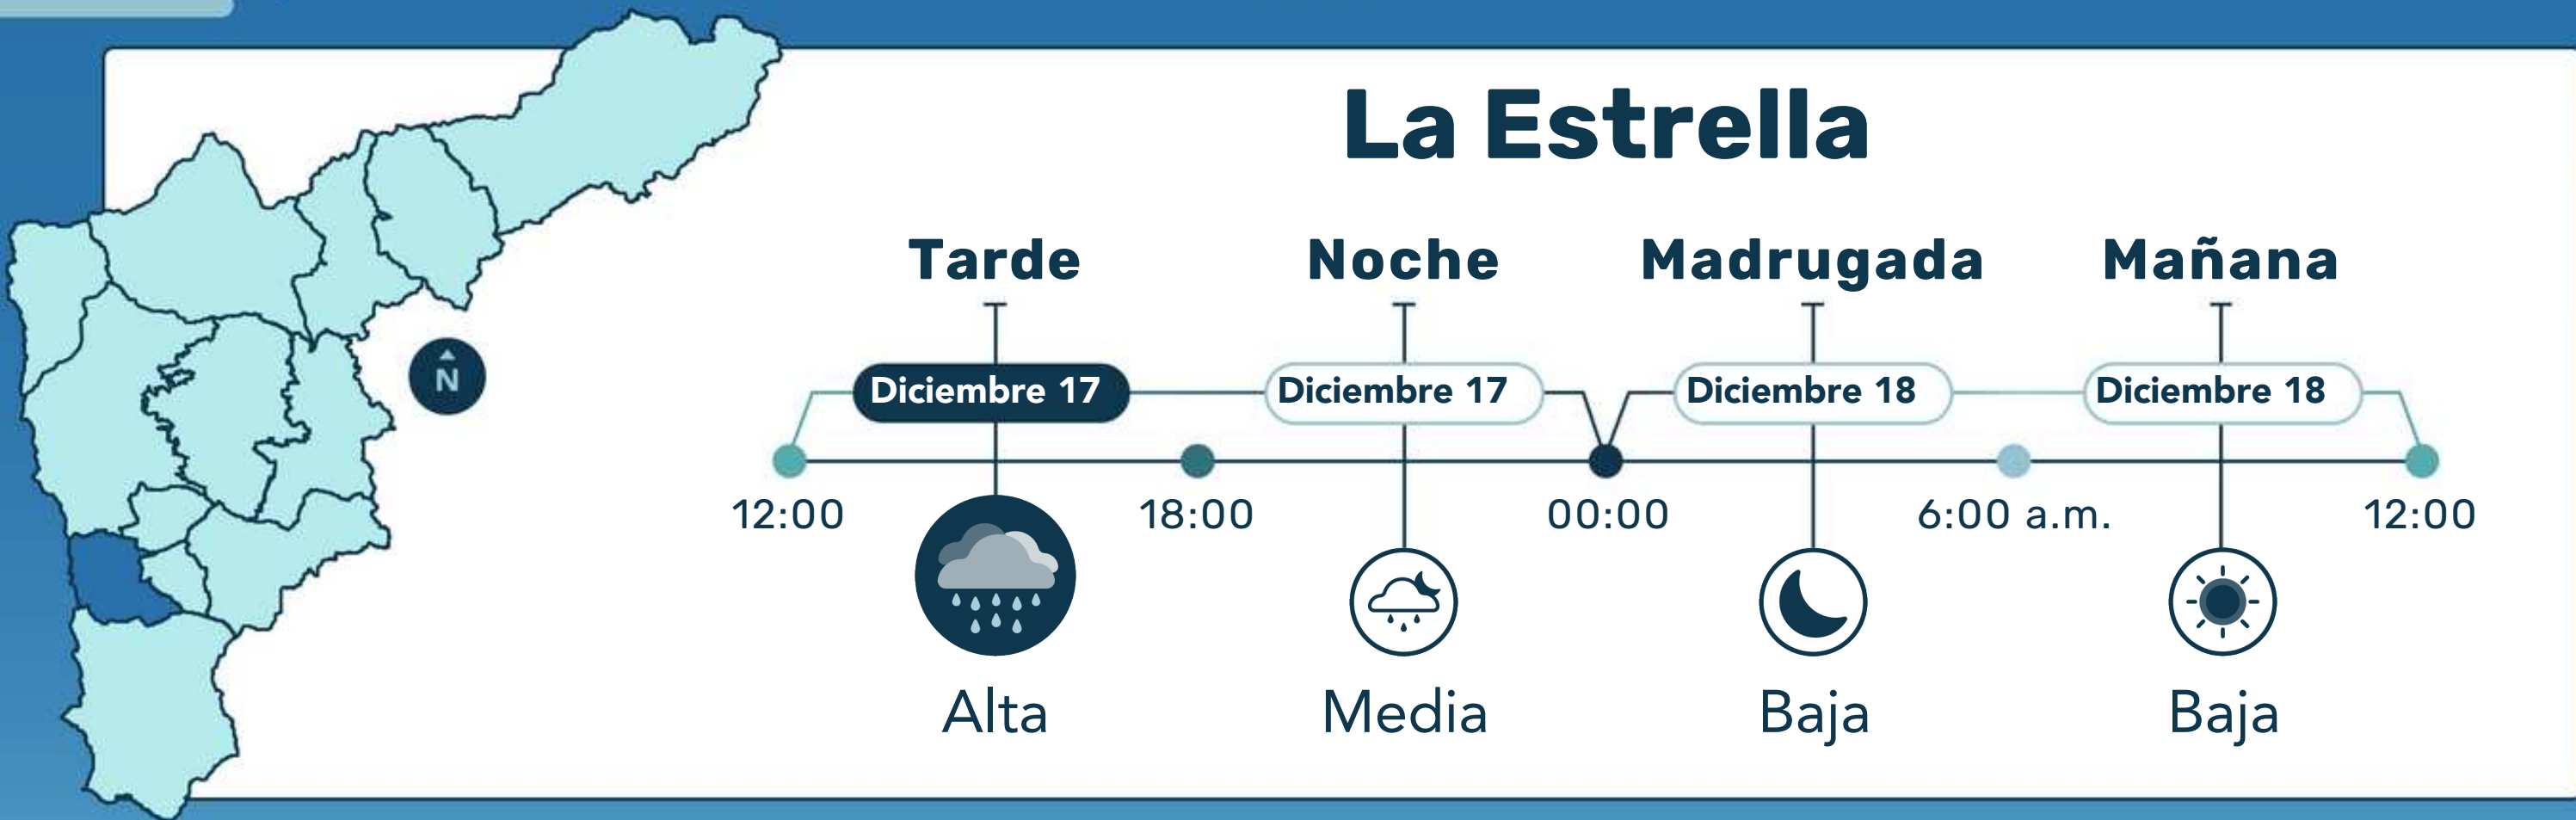 La Estrella
Tarde Noche Madrugada Mañana
N
Diciembre 17 Diciembre 17 Diciembre 18 Diciembre 18
12:00 18:00 00:00 6:00 a.m. 12:00
Alta Media Baja Baja